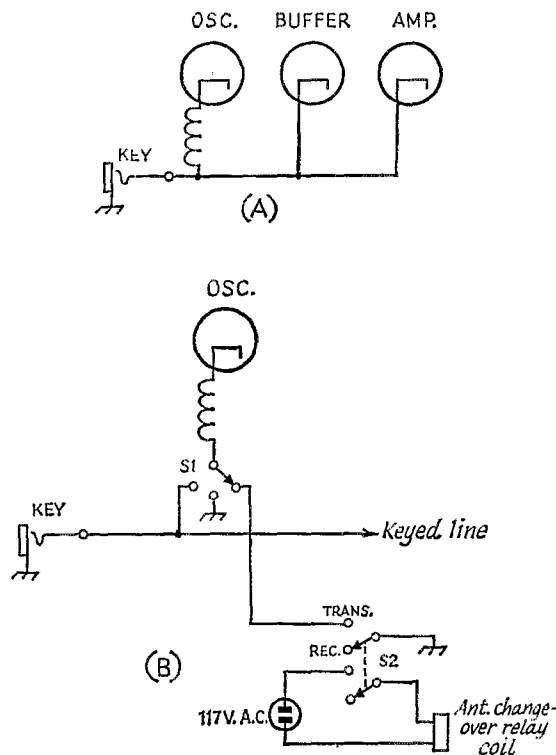 OSC. BUFFER AMP.
KEY
(A)
OSC.
S1
KEY
Keyed line
TRANS.
REC.
S2
(B)
117V. A.C.
Ant. change-
over relay
coil